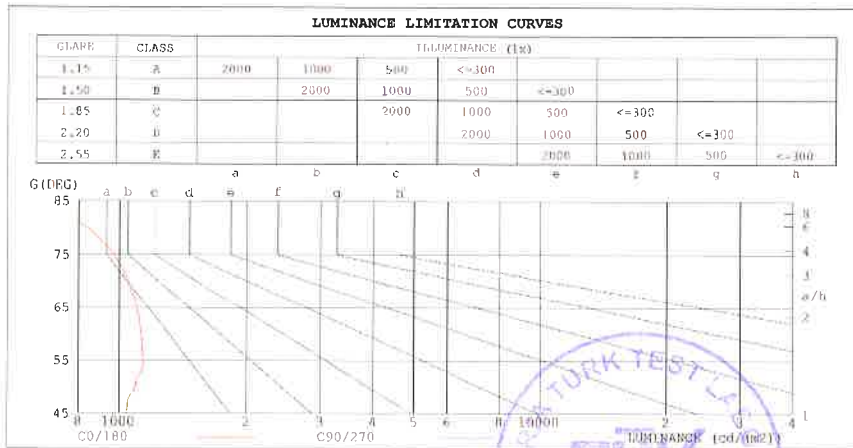 LUMINANCE LIMITATION CURVES
GLARE CLASS ILLUMINANCE (lx)
1.15 A 2000 1000 500 <=300
1.50 B 2000 1000 500 <=300
1.85 C 2000 1000 500 <=300
2.20 D 2000 1000 500 <=300
2.55 E 2000 1000 500 <=300
a b c d e f g h
G(DEG) a b c d e f g h
85
8
6
75 4
3
65 a/h
2
55
45 1
8 1000 2 3 4 5 6 8 10000 2 3 4
C0/180 C90/270 LUMINANCE (cd/m2)
TURK TEST